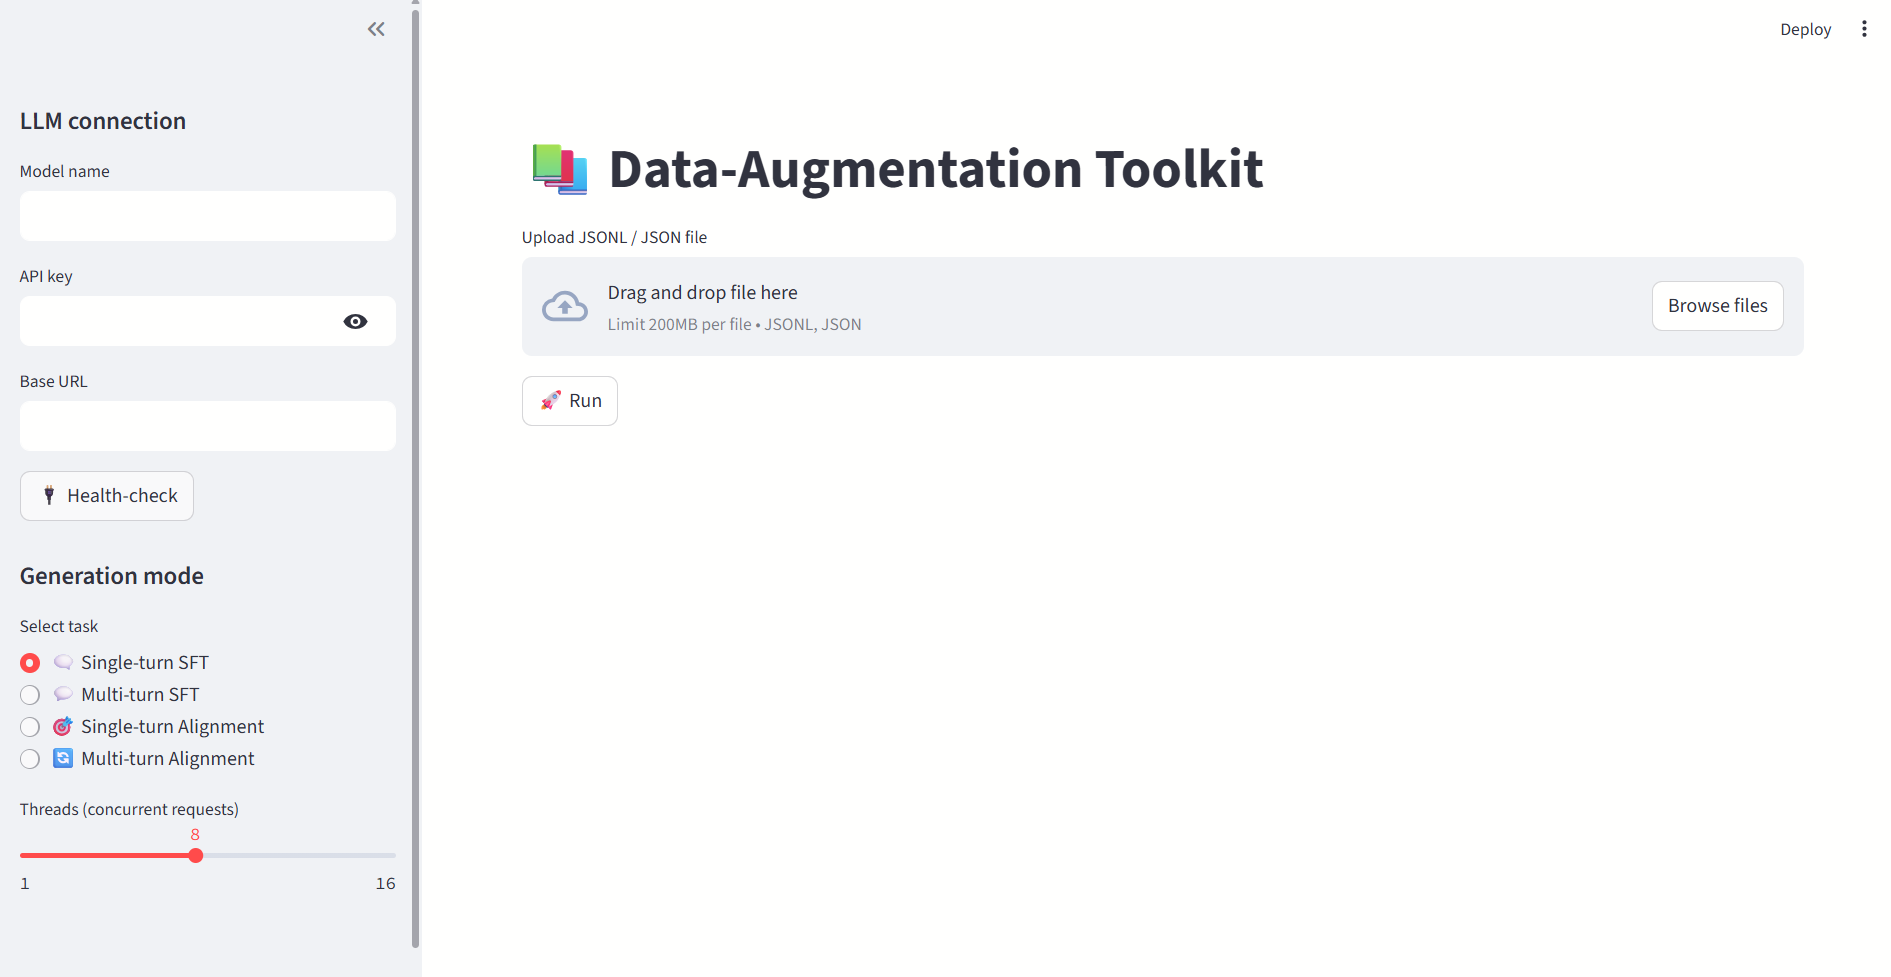 LLM connection
Model name
API key
Base URL
Health-check
Generation mode
Select task
Single-turn SFT
Multi-turn SFT
Single-turn Alignment
Multi-turn Alignment
Threads (concurrent requests)
8
1 16
Deploy
Data-Augmentation Toolkit
Upload JSONL / JSON file
Drag and drop file here
Limit 200MB per file • JSONL, JSON
Browse files
Run